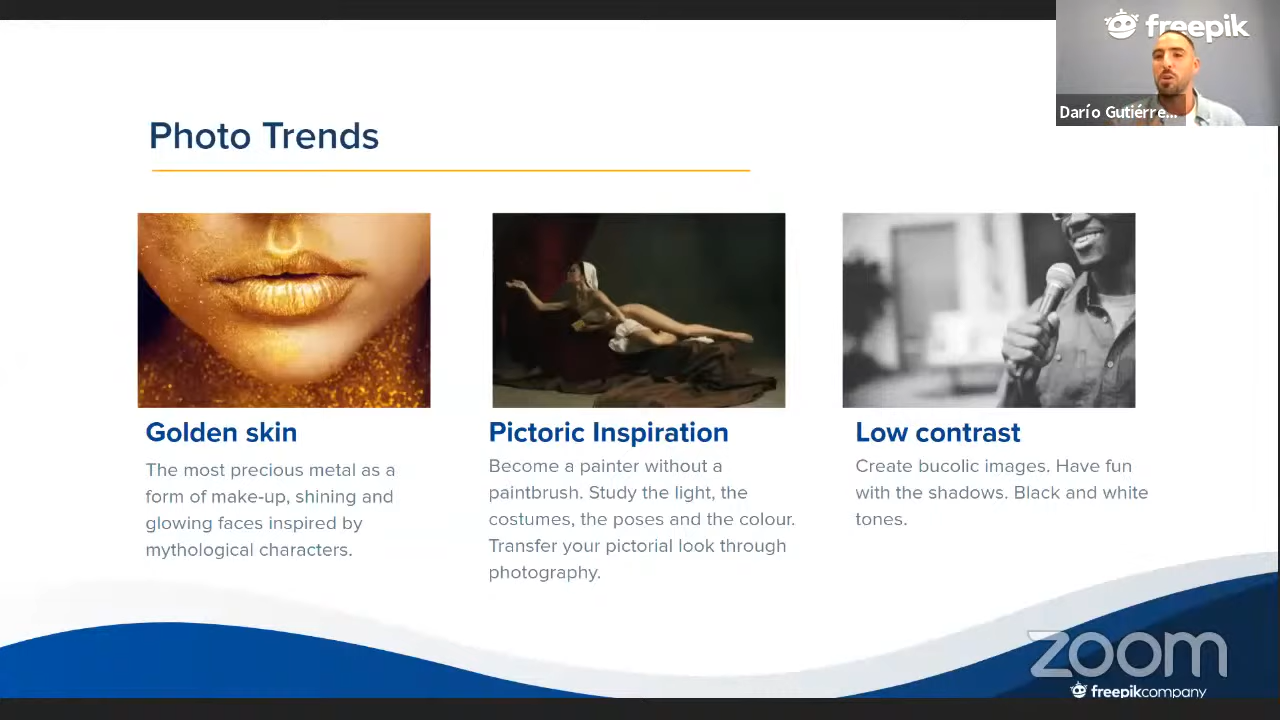 freepik
Darío Gutiérre...
Photo Trends
Golden skin
The most precious metal as a
form of make-up, shining and
glowing faces inspired by
mythological characters.
Pictoric Inspiration
Become a painter without a
paintbrush. Study the light, the
costumes, the poses and the colour.
Transfer your pictorial look through
photography.
Low contrast
Create bucolic images. Have fun
with the shadows. Black and white
tones.
zoom
freepikcompany